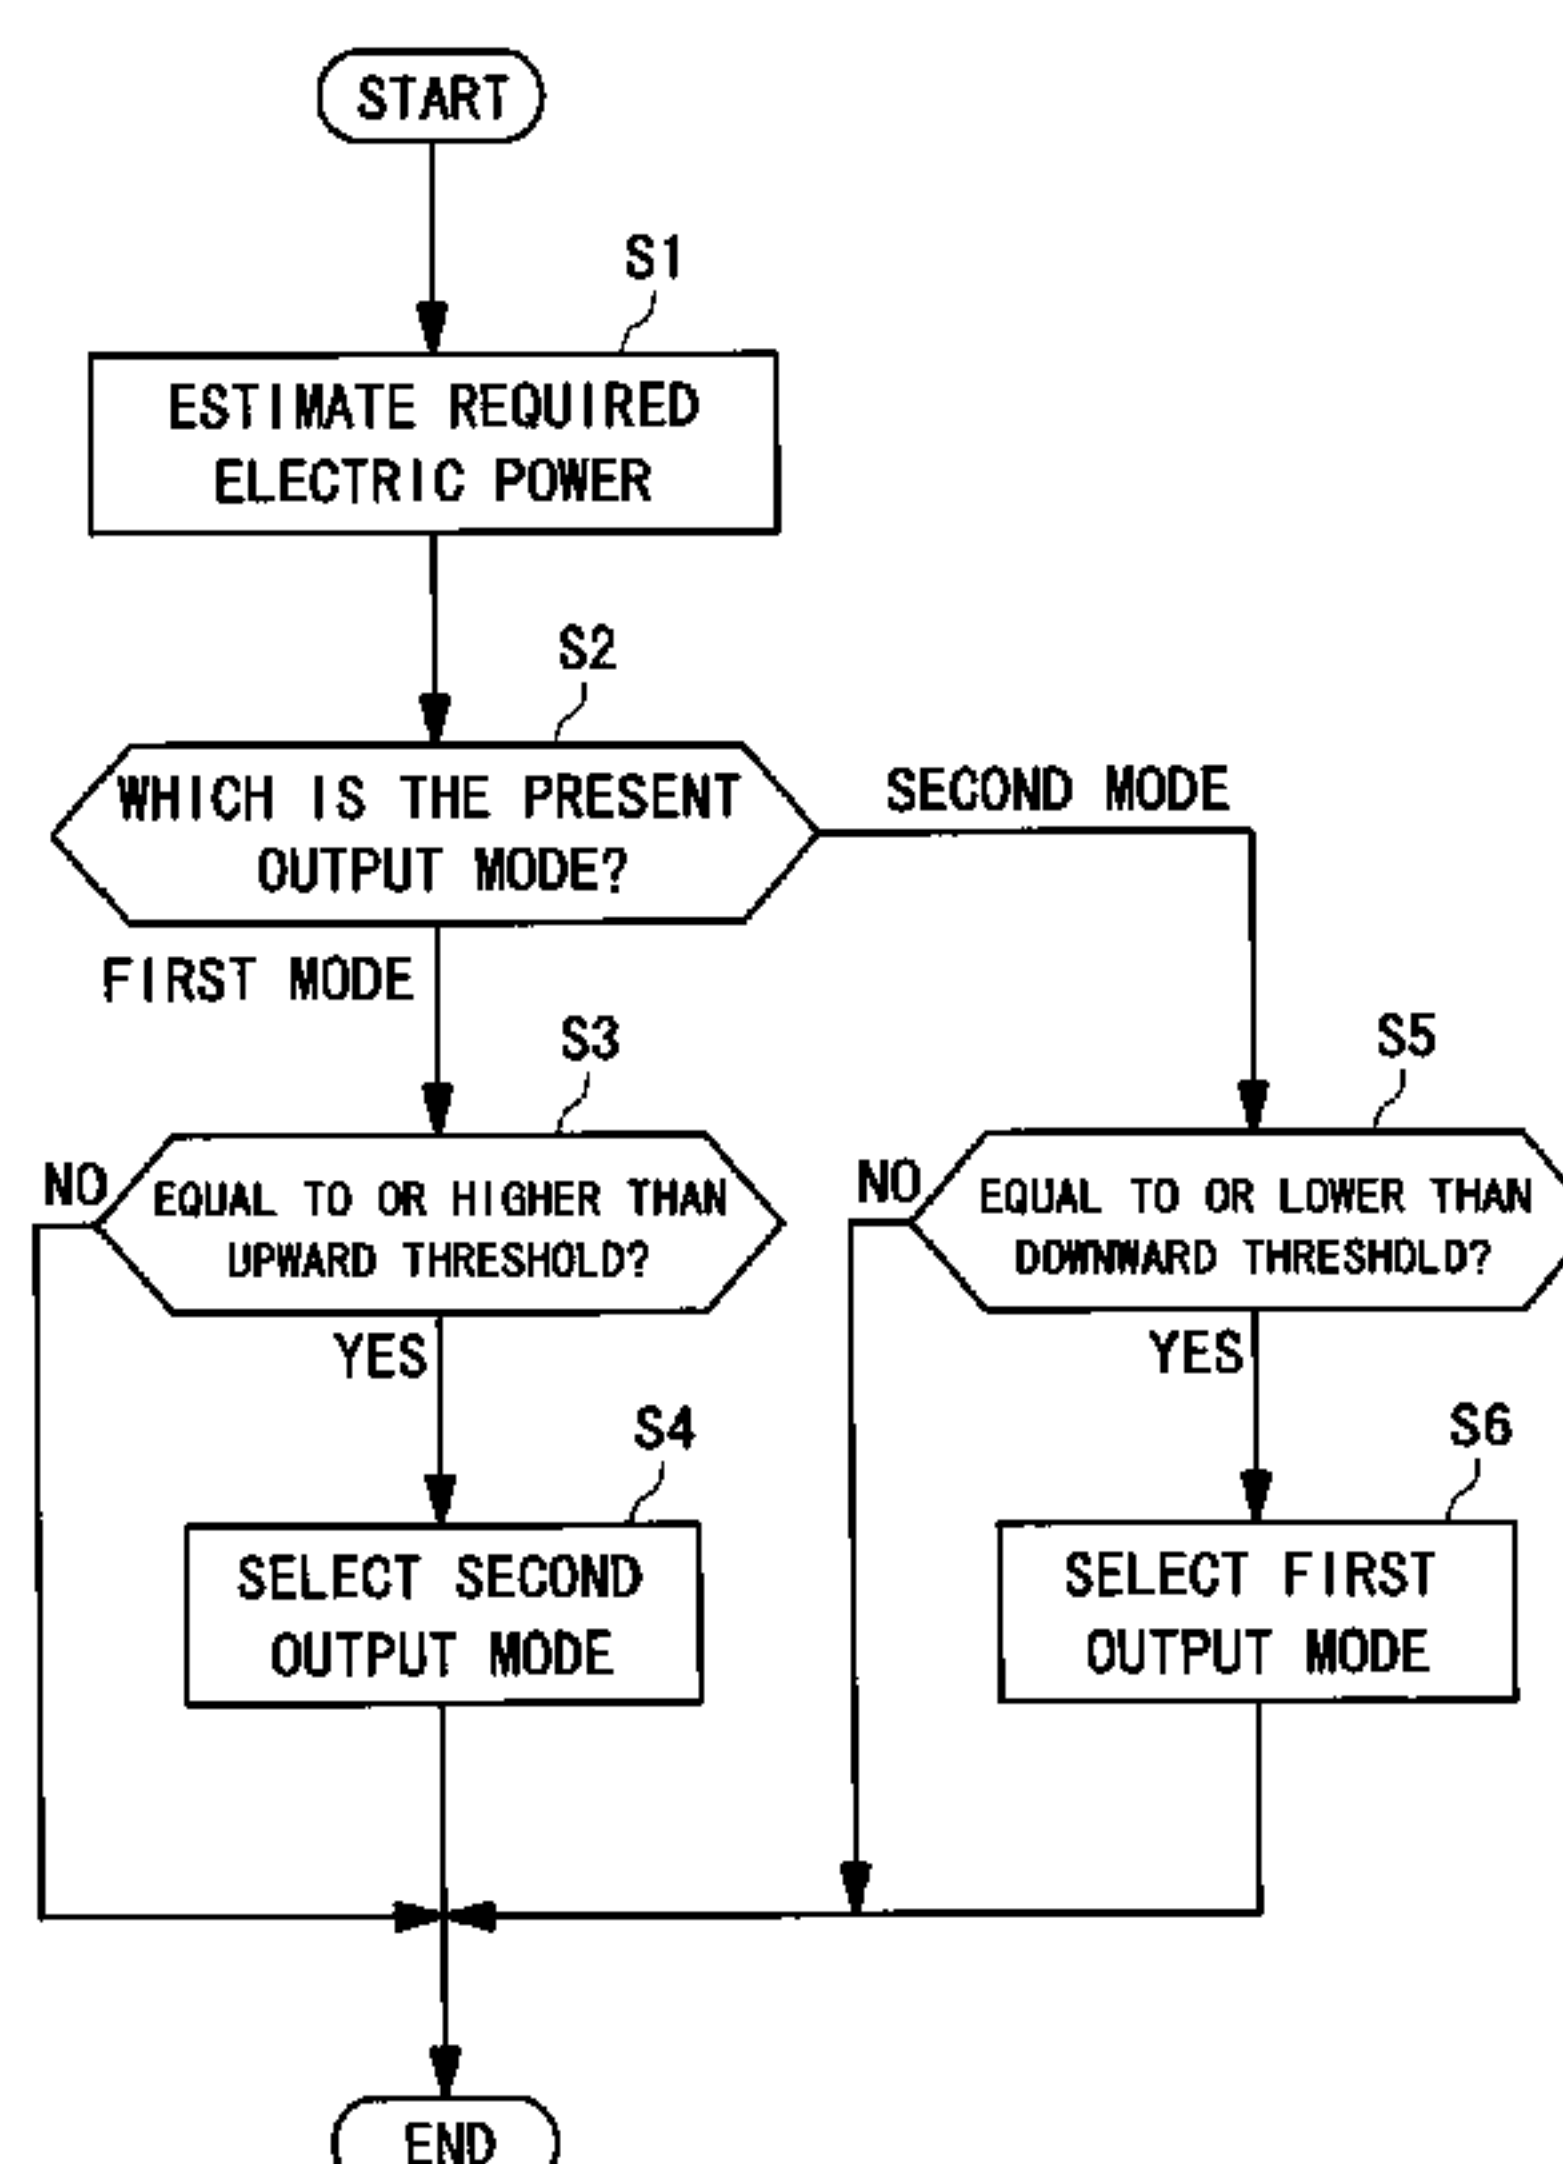 START
S1
ESTIMATE REQUIRED
ELECTRIC POWER
S2
WHICH IS THE PRESENT
OUTPUT MODE?
SECOND MODE
FIRST MODE
S3
NO
EQUAL TO OR HIGHER THAN
UPWARD THRESHOLD?
YES
S4
SELECT SECOND
OUTPUT MODE
S5
NO
EQUAL TO OR LOWER THAN
DOWNWARD THRESHOLD?
YES
S6
SELECT FIRST
OUTPUT MODE
END